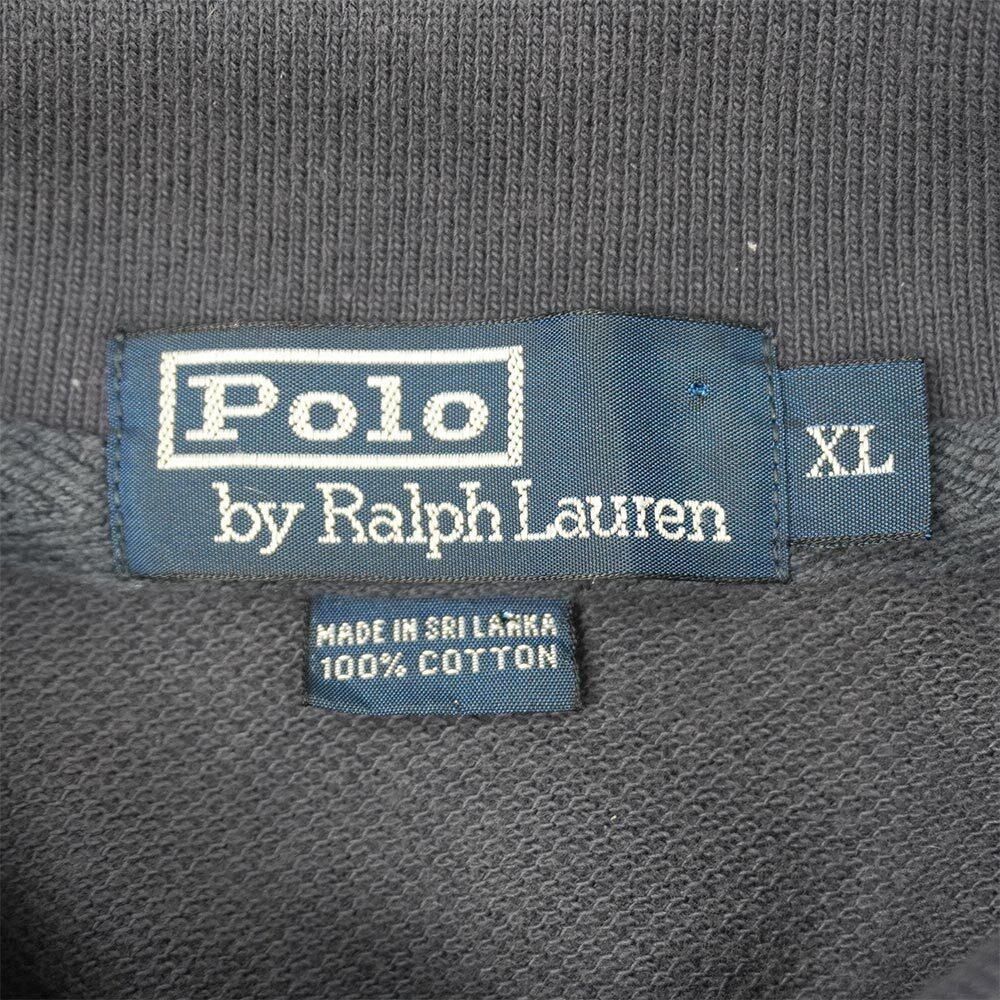 Polo
by Ralph Lauren
XL
MADE IN SRI LANKA
100% COTTON